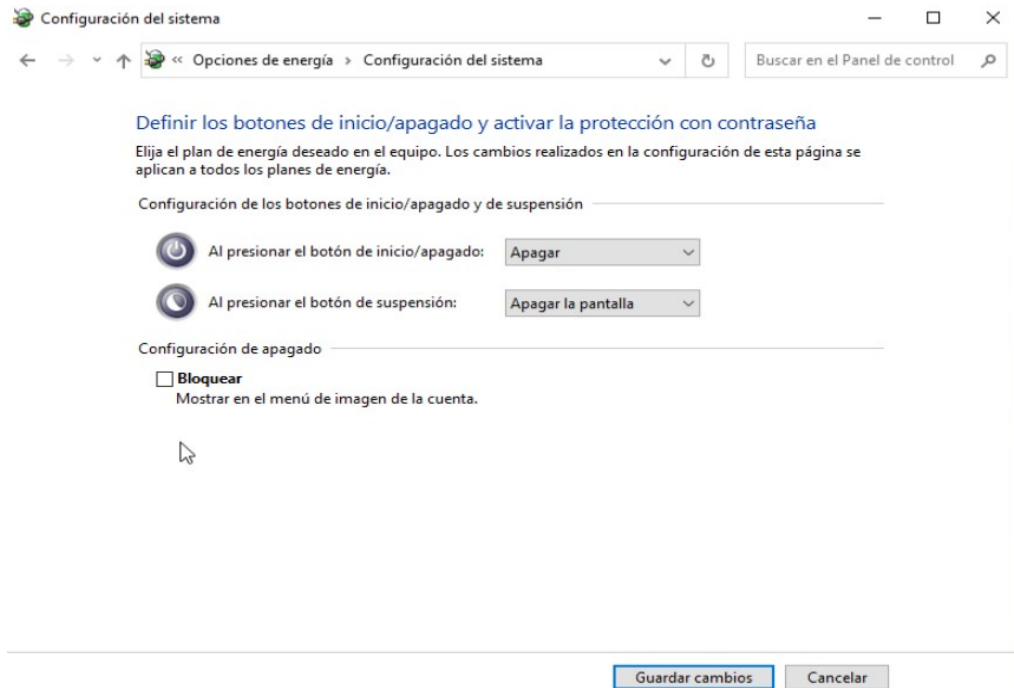 Configuración del sistema
« Opciones de energía › Configuración del sistema
Buscar en el Panel de control
Definir los botones de inicio/apagado y activar la protección con contraseña
Elija el plan de energía deseado en el equipo. Los cambios realizados en la configuración de esta página se
aplican a todos los planes de energía.
Configuración de los botones de inicio/apagado y de suspensión
Al presionar el botón de inicio/apagado: Apagar
Al presionar el botón de suspensión: Apagar la pantalla
Configuración de apagado
Bloquear
Mostrar en el menú de imagen de la cuenta.
Guardar cambios
Cancelar